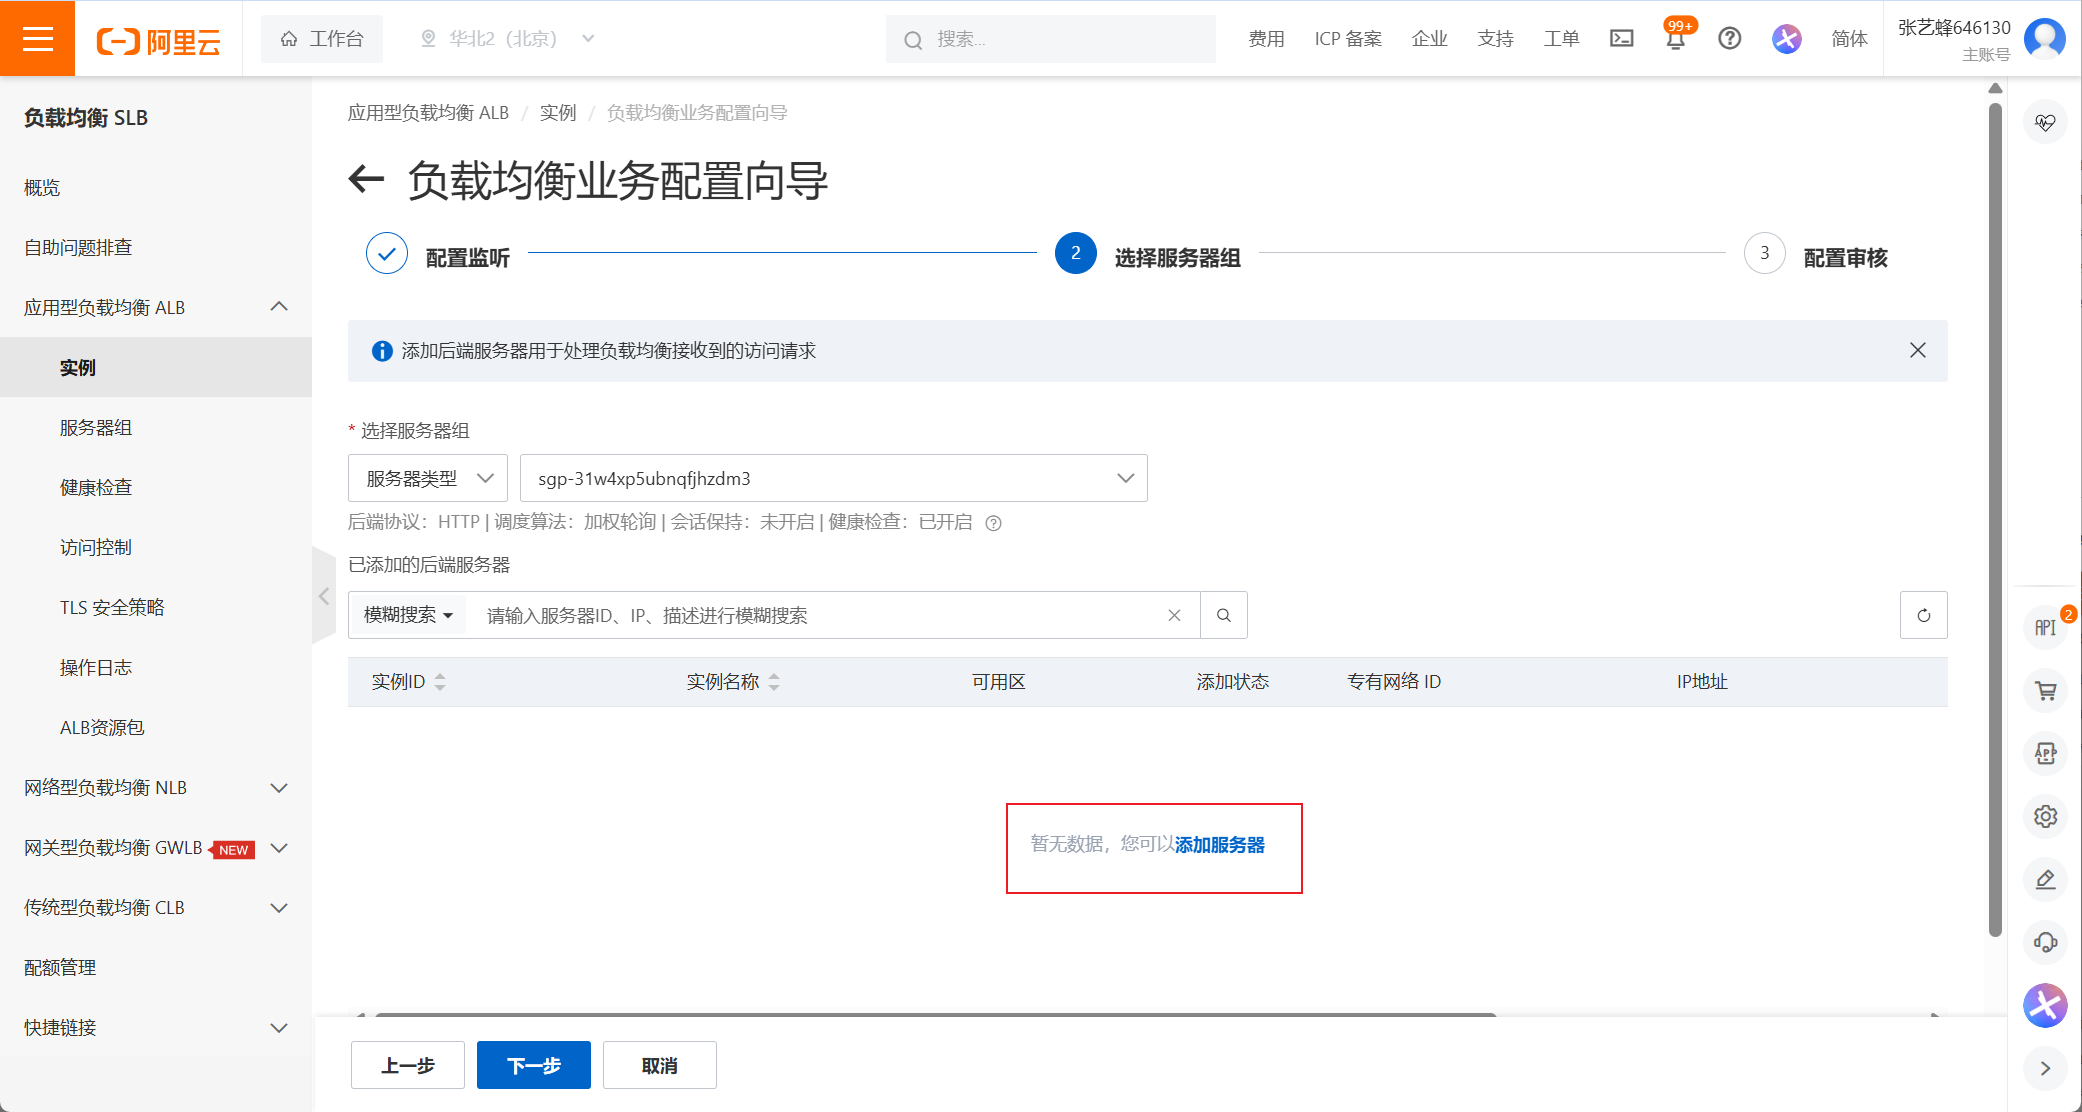 阿里云
工作台
华北2（北京）
搜索...
费用
ICP 备案
企业
支持
工单
99+
简体
张艺蜂646130
主账号
负载均衡 SLB
概览
自助问题排查
应用型负载均衡 ALB
实例
服务器组
健康检查
访问控制
TLS 安全策略
操作日志
ALB资源包
网络型负载均衡 NLB
网关型负载均衡 GWLB NEW
传统型负载均衡 CLB
配额管理
快捷链接
应用型负载均衡 ALB / 实例 / 负载均衡业务配置向导
负载均衡业务配置向导
配置监听
2 选择服务器组
3 配置审核
添加后端服务器用于处理负载均衡接收到的访问请求
* 选择服务器组
服务器类型
sgp-31w4xp5ubnqfjhzdm3
后端协议：HTTP | 调度算法：加权轮询 | 会话保持：未开启 | 健康检查：已开启
已添加的后端服务器
模糊搜索
请输入服务器ID、IP、描述进行模糊搜索
实例ID 实例名称 可用区 添加状态 专有网络 ID IP地址
暂无数据，您可以添加服务器
上一步
下一步
取消
API
2
APP